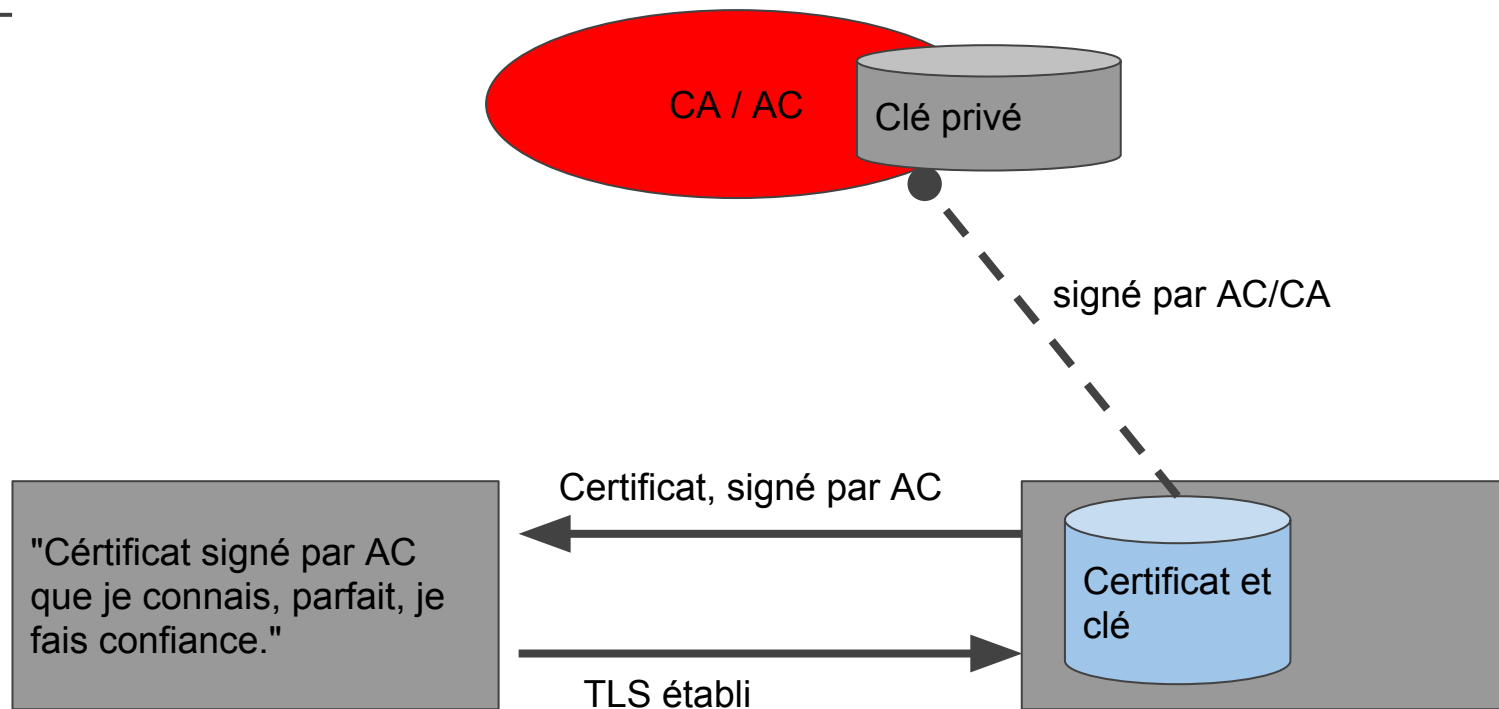 CA / AC
Clé privé
signé par AC/CA
Certificat, signé par AC
"Cértificat signé par AC
que je connais, parfait, je
fais confiance."
Certificat et
clé
TLS établi